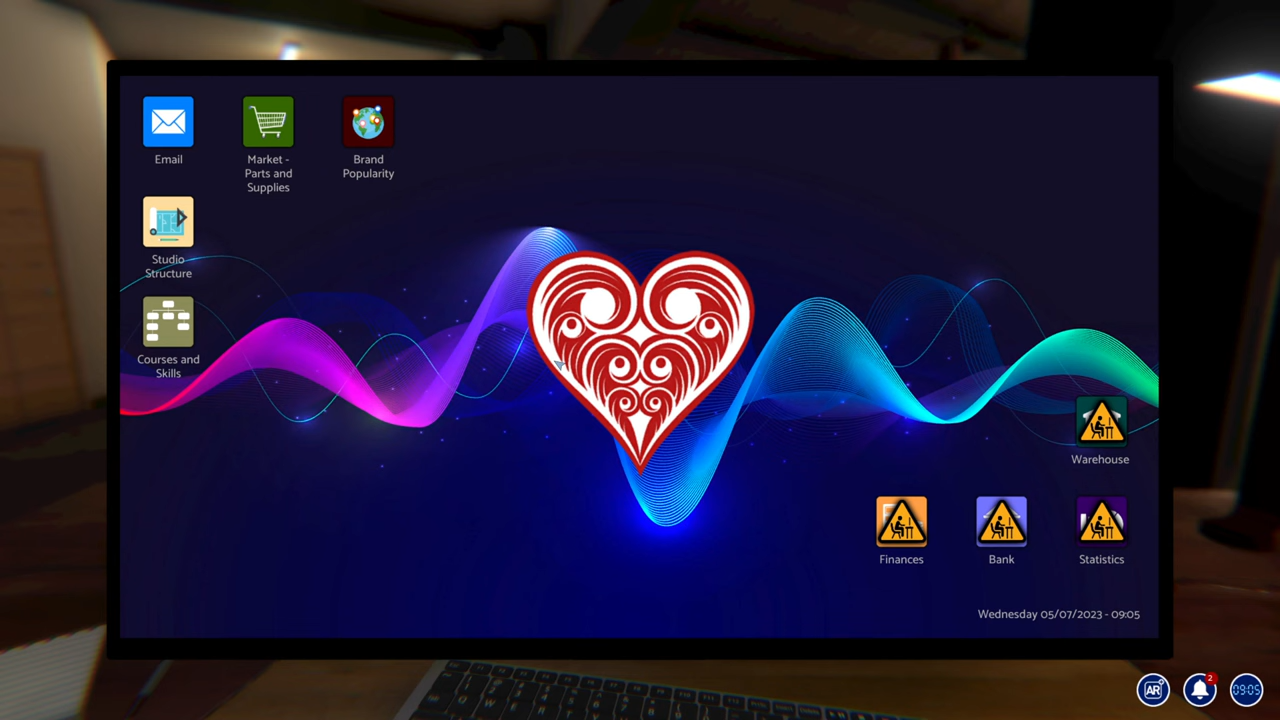 Email
Market -
Parts and
Supplies
Brand
Popularity
Studio
Structure
Courses and
Skills
Warehouse
Finances
Bank
Statistics
Wednesday 05/07/2023 - 09:05
AR
2
09:05